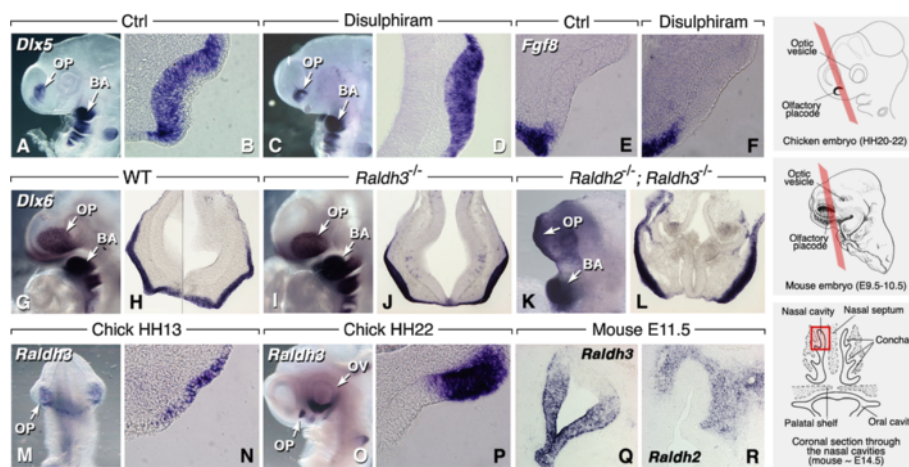 Ctrl Disulphiram Ctrl Disulphiram
Dlx5 OP BA A B C OP BA D Fgf8 E F
Optic vesicle
Olfactory placode
Chicken embryo (HH20-22)
WT Raldh3-/- Raldh2-/-; Raldh3-/-
Dlx6 OP BA G H OP BA I J OP BA K L
Optic vesicle
Olfactory placode
Mouse embryo (E9.5-10.5)
Chick HH13 Chick HH22 Mouse E11.5
Raldh3 OP M N Raldh3 OV OP O P Raldh3 Q Raldh2 R
Nasal cavity Nasal septum
Concha
Palatal shelf Oral cavit
Coronal section through
the nasal cavities
(mouse ~ E14.5)